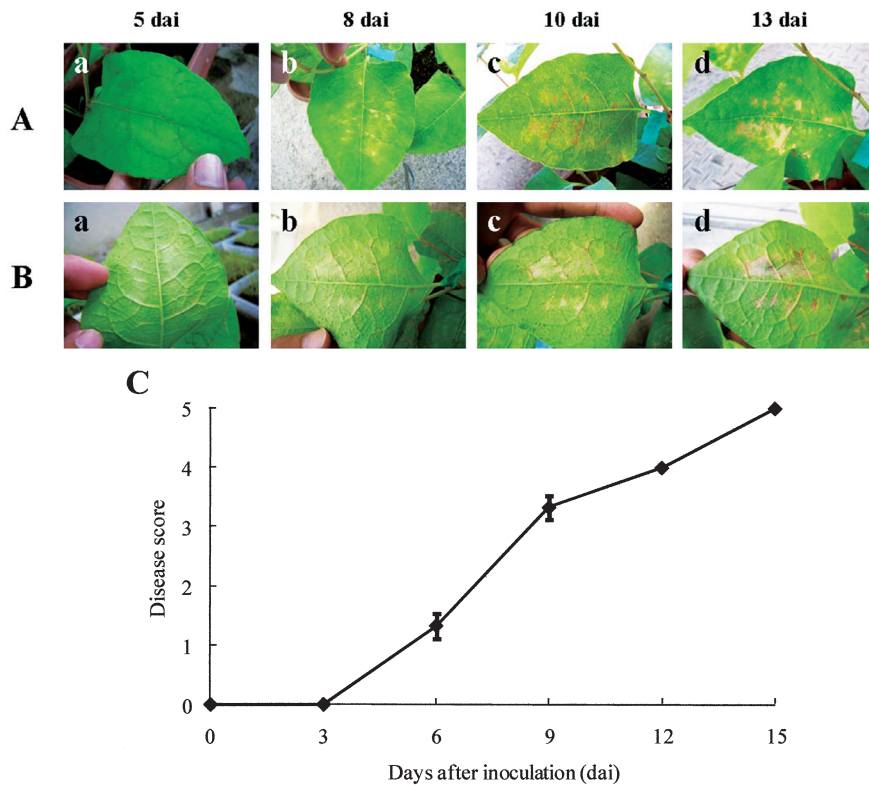 5 dai 8 dai 10 dai 13 dai
A a b c d
B a b c d
C
5
4
3
2
1
0
Disease score
0 3 6 9 12 15
Days after inoculation (dai)